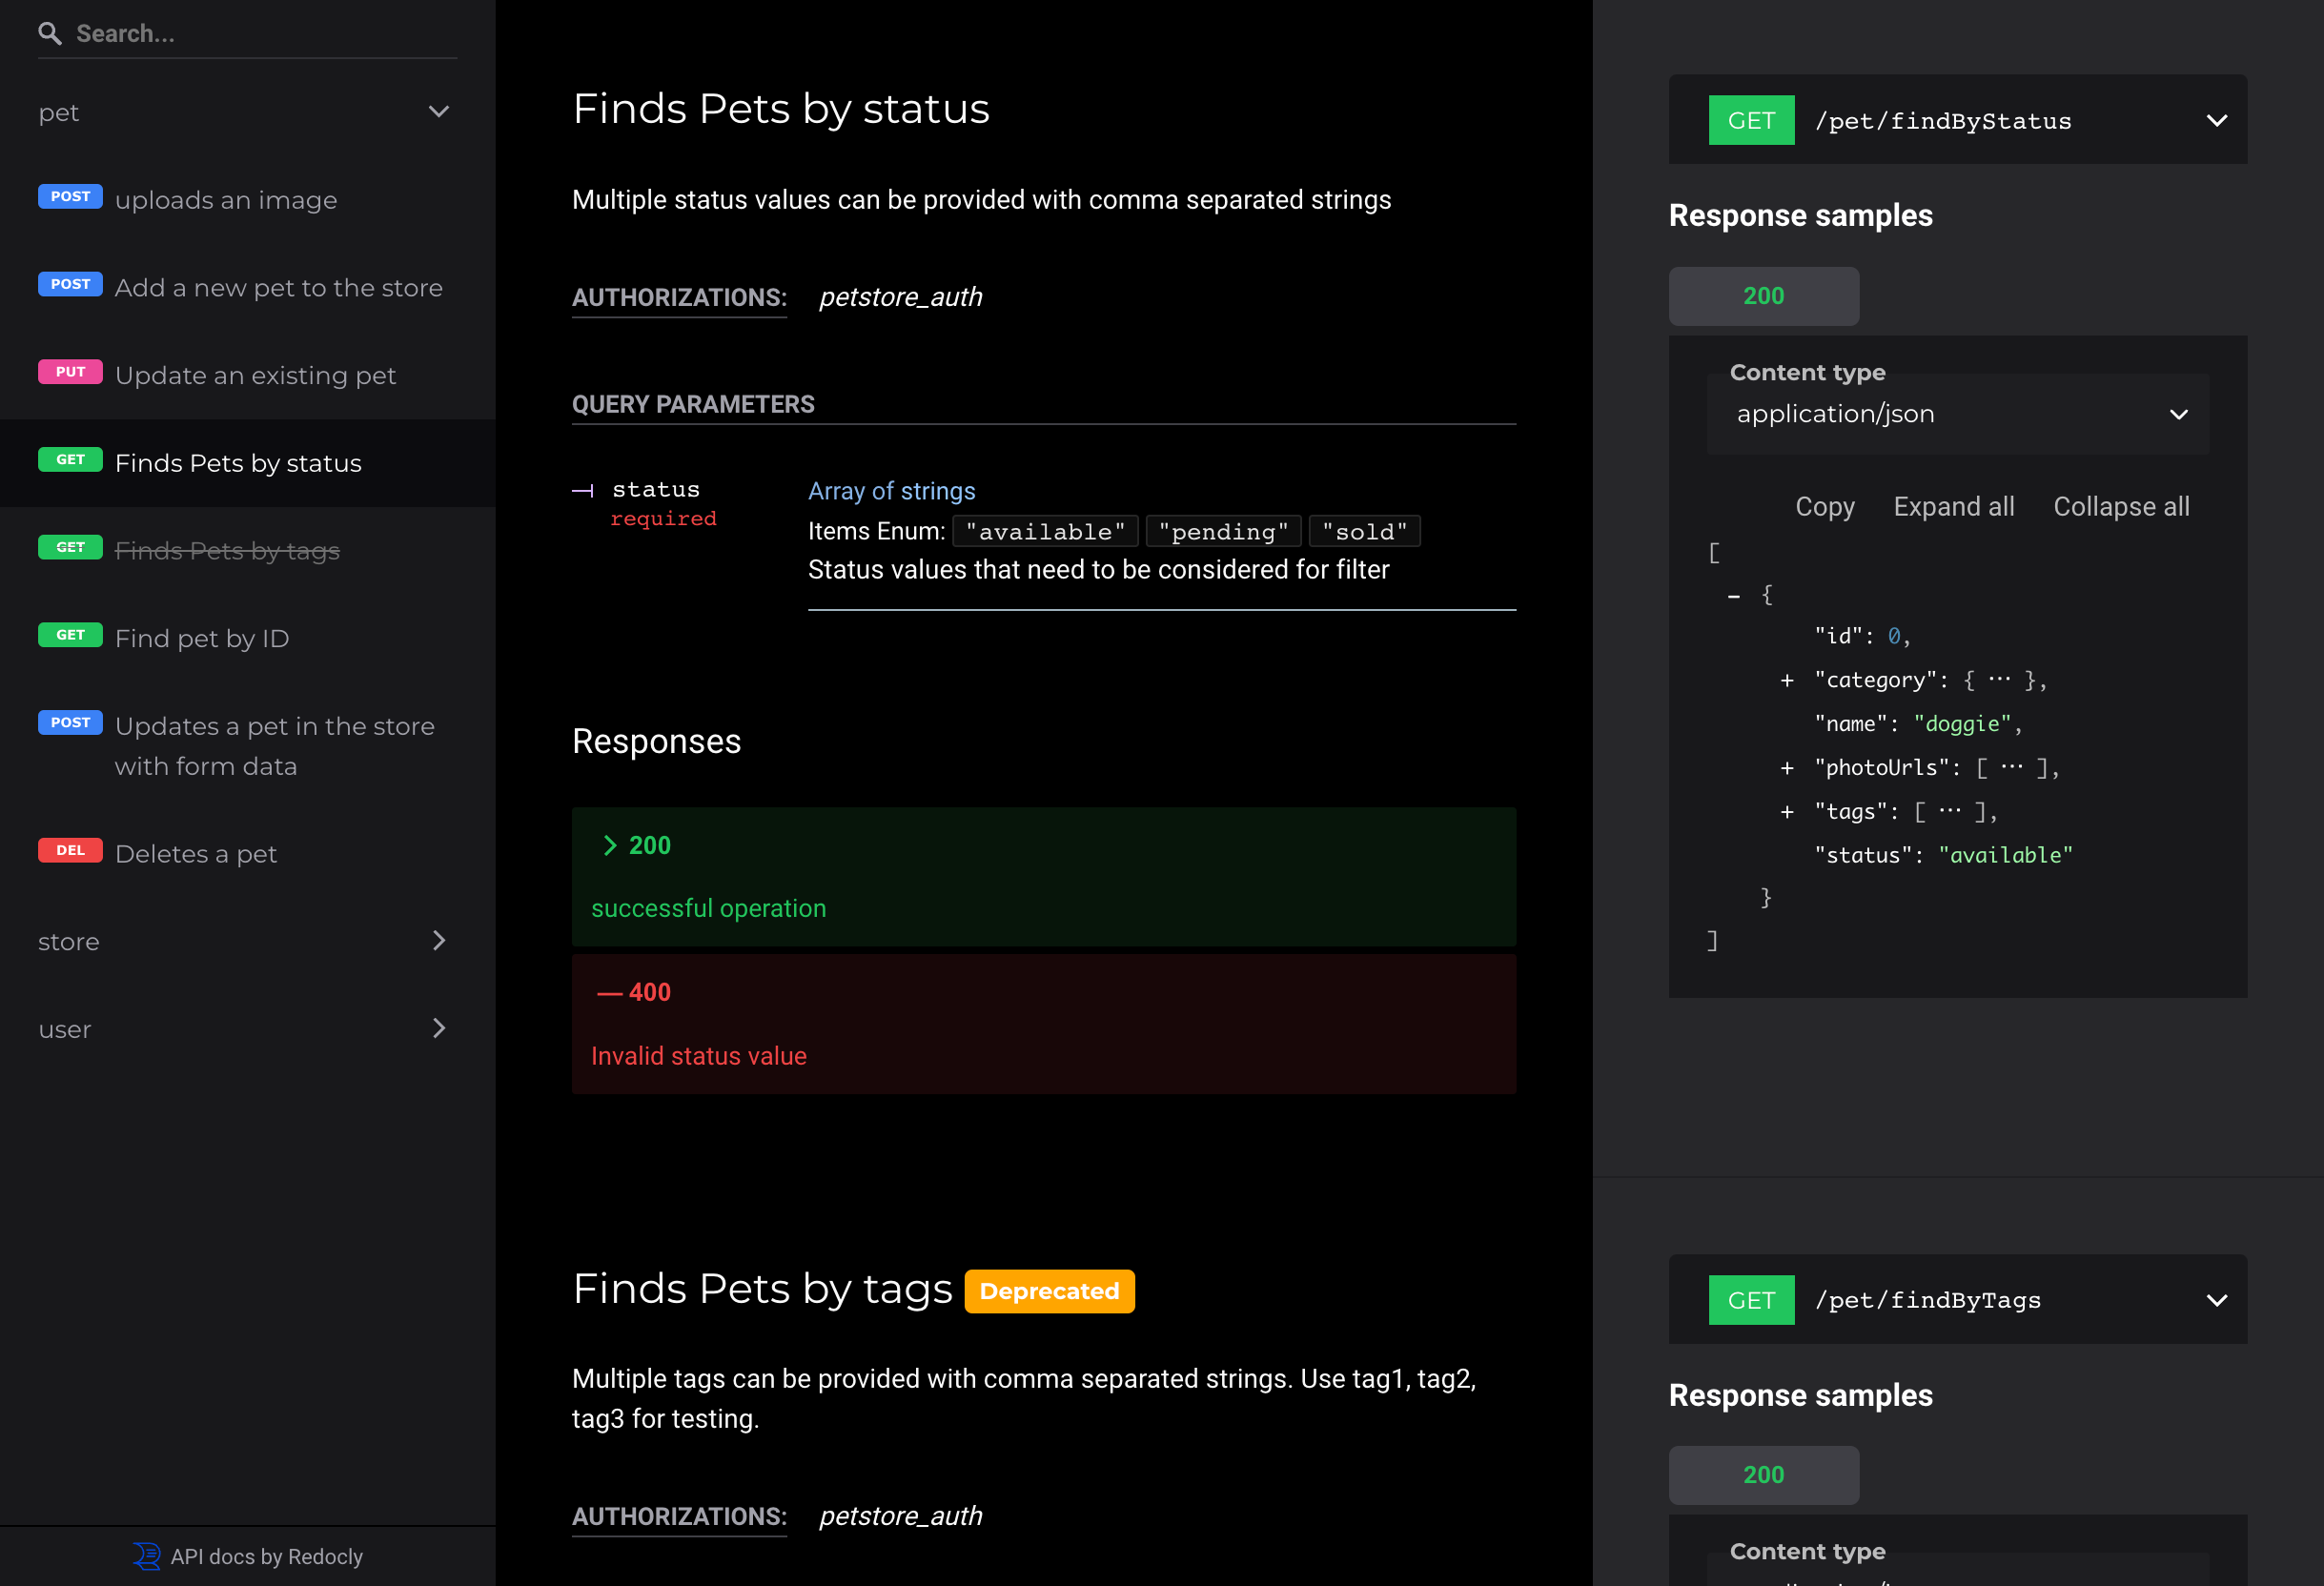 Search...
pet
POST uploads an image
POST Add a new pet to the store
PUT Update an existing pet
GET Finds Pets by status
GET Finds Pets by tags
GET Find pet by ID
POST Updates a pet in the store
with form data
DEL Deletes a pet
store
user
API docs by Redocly
Finds Pets by status
Multiple status values can be provided with comma separated strings
AUTHORIZATIONS: petstore_auth
QUERY PARAMETERS
status
required
Array of strings
Items Enum: "available" "pending" "sold"
Status values that need to be considered for filter
Responses
200
successful operation
400
Invalid status value
Finds Pets by tags Deprecated
Multiple tags can be provided with comma separated strings. Use tag1, tag2,
tag3 for testing.
AUTHORIZATIONS: petstore_auth
GET /pet/findByStatus
Response samples
200
Content type
application/json
Copy Expand all Collapse all
[
- {
"id": 0,
+ "category": { ... },
"name": "doggie",
+ "photoUrls": [ ... ],
+ "tags": [ ... ],
"status": "available"
}
]
GET /pet/findByTags
Response samples
200
Content type